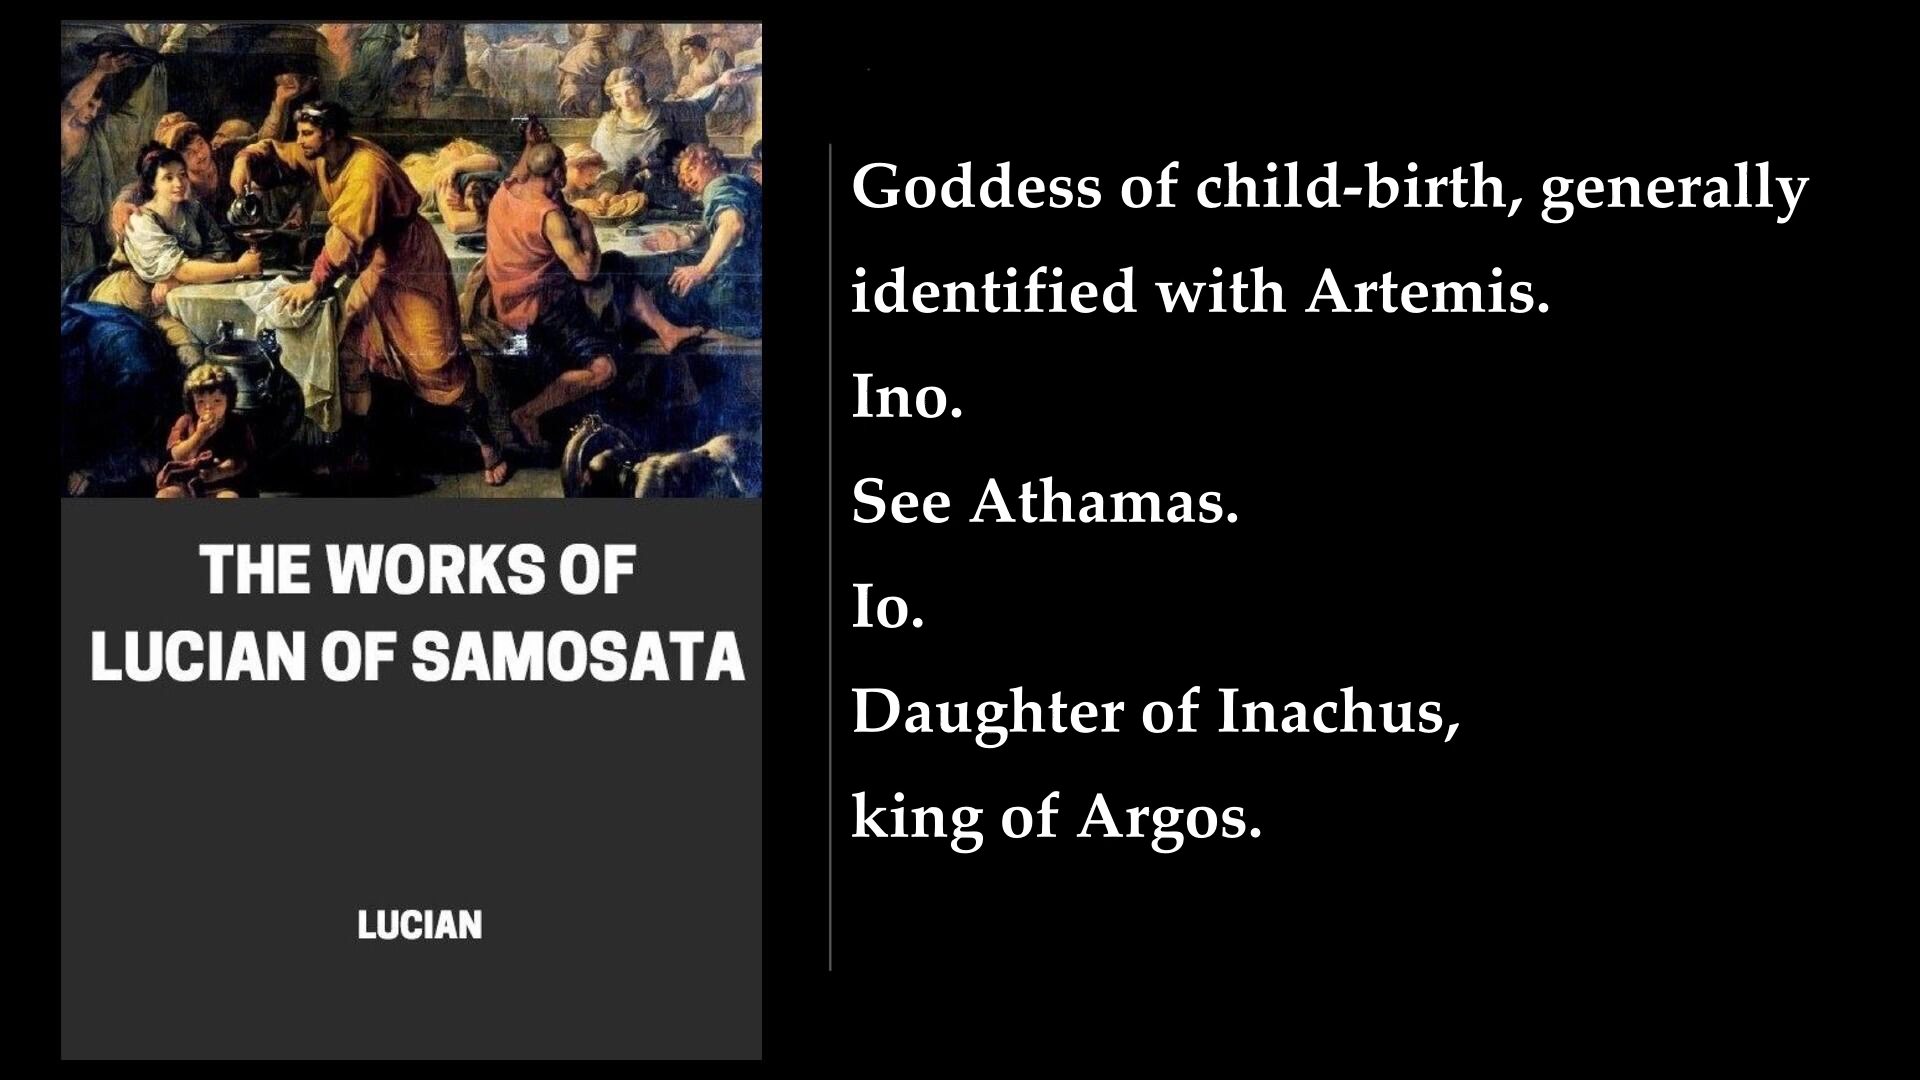 THE WORKS OF
LUCIAN OF SAMOSATA
LUCIAN
Goddess of child-birth, generally
identified with Artemis.
Ino.
See Athamas.
Io.
Daughter of Inachus,
king of Argos.